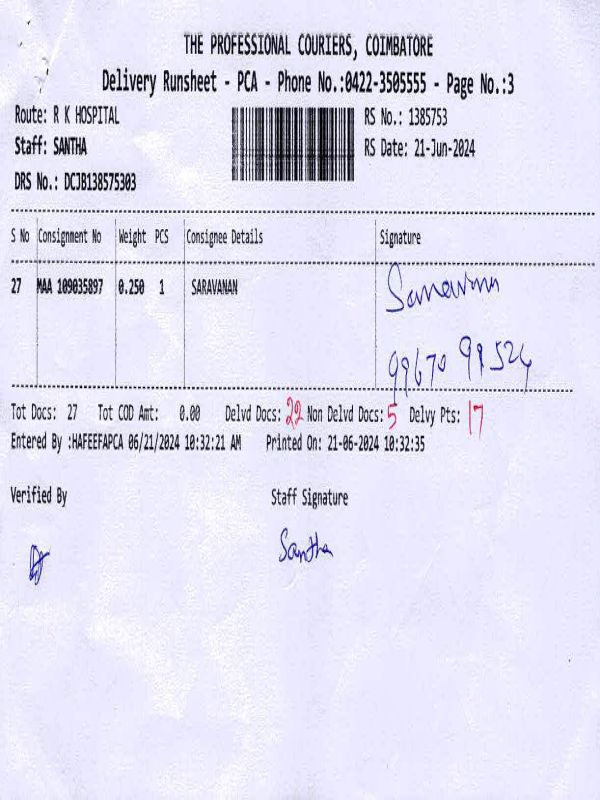 THE PROFESSIONAL COURIERS, COIMBATORE
Delivery Runsheet - PCA - Phone No.:0422-3505555 - Page No.:3
Route: R K HOSPITAL RS No.: 1385753
Staff: SANTHA RS Date: 21-Jun-2024
DRS No.: DCJB138575303
S No Consignment No Weight PCS Consignee Details Signature
27 MAA 109035897 0.250 1 SARAVANAN Saravanan
99670 99524
Tot Docs: 27 Tot COD Amt: 0.00 Delvd Docs: 22 Non Delvd Docs: 5 Delvy Pts: 17
Entered By :HAFEEFAPCA 06/21/2024 10:32:21 AM Printed On: 21-06-2024 10:32:35
Verified By Staff Signature
Santha